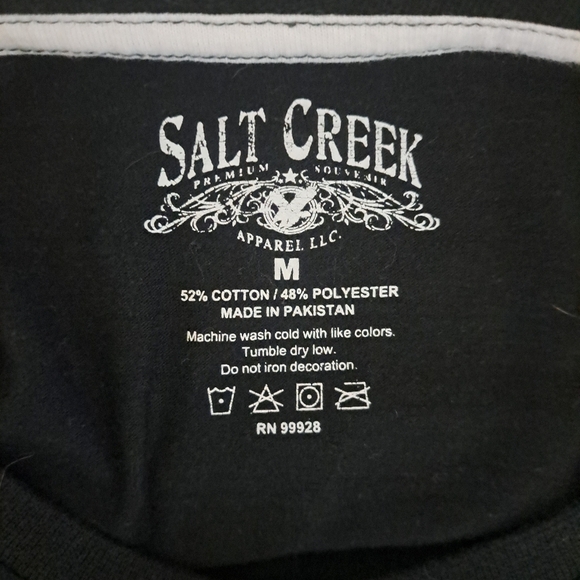 SALT CREEK
PREMIUM SOUVENIR
APPAREL LLC.
M
52% COTTON / 48% POLYESTER
MADE IN PAKISTAN
Machine wash cold with like colors.
Tumble dry low.
Do not iron decoration.
RN 99928